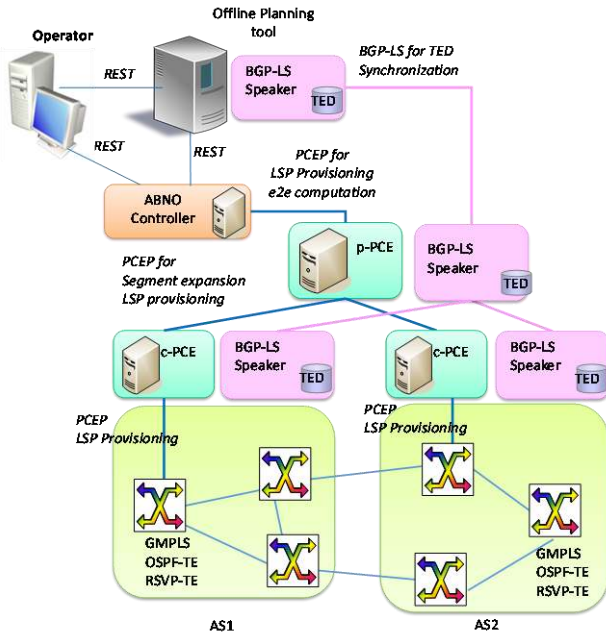 Offline Planning
tool
Operator
BGP-LS for TED
Synchronization
REST
BGP-LS
Speaker
TED
REST
REST
PCEP for
LSP Provisioning
e2e computation
ABNO
Controller
p-PCE
BGP-LS
Speaker
TED
PCEP for
Segment expansion
LSP provisioning
c-PCE
BGP-LS
Speaker
TED
c-PCE
BGP-LS
Speaker
TED
PCEP
LSP Provisioning
PCEP
LSP Provisioning
GMPLS
OSPF-TE
RSVP-TE
GMPLS
OSPF-TE
RSVP-TE
AS1
AS2